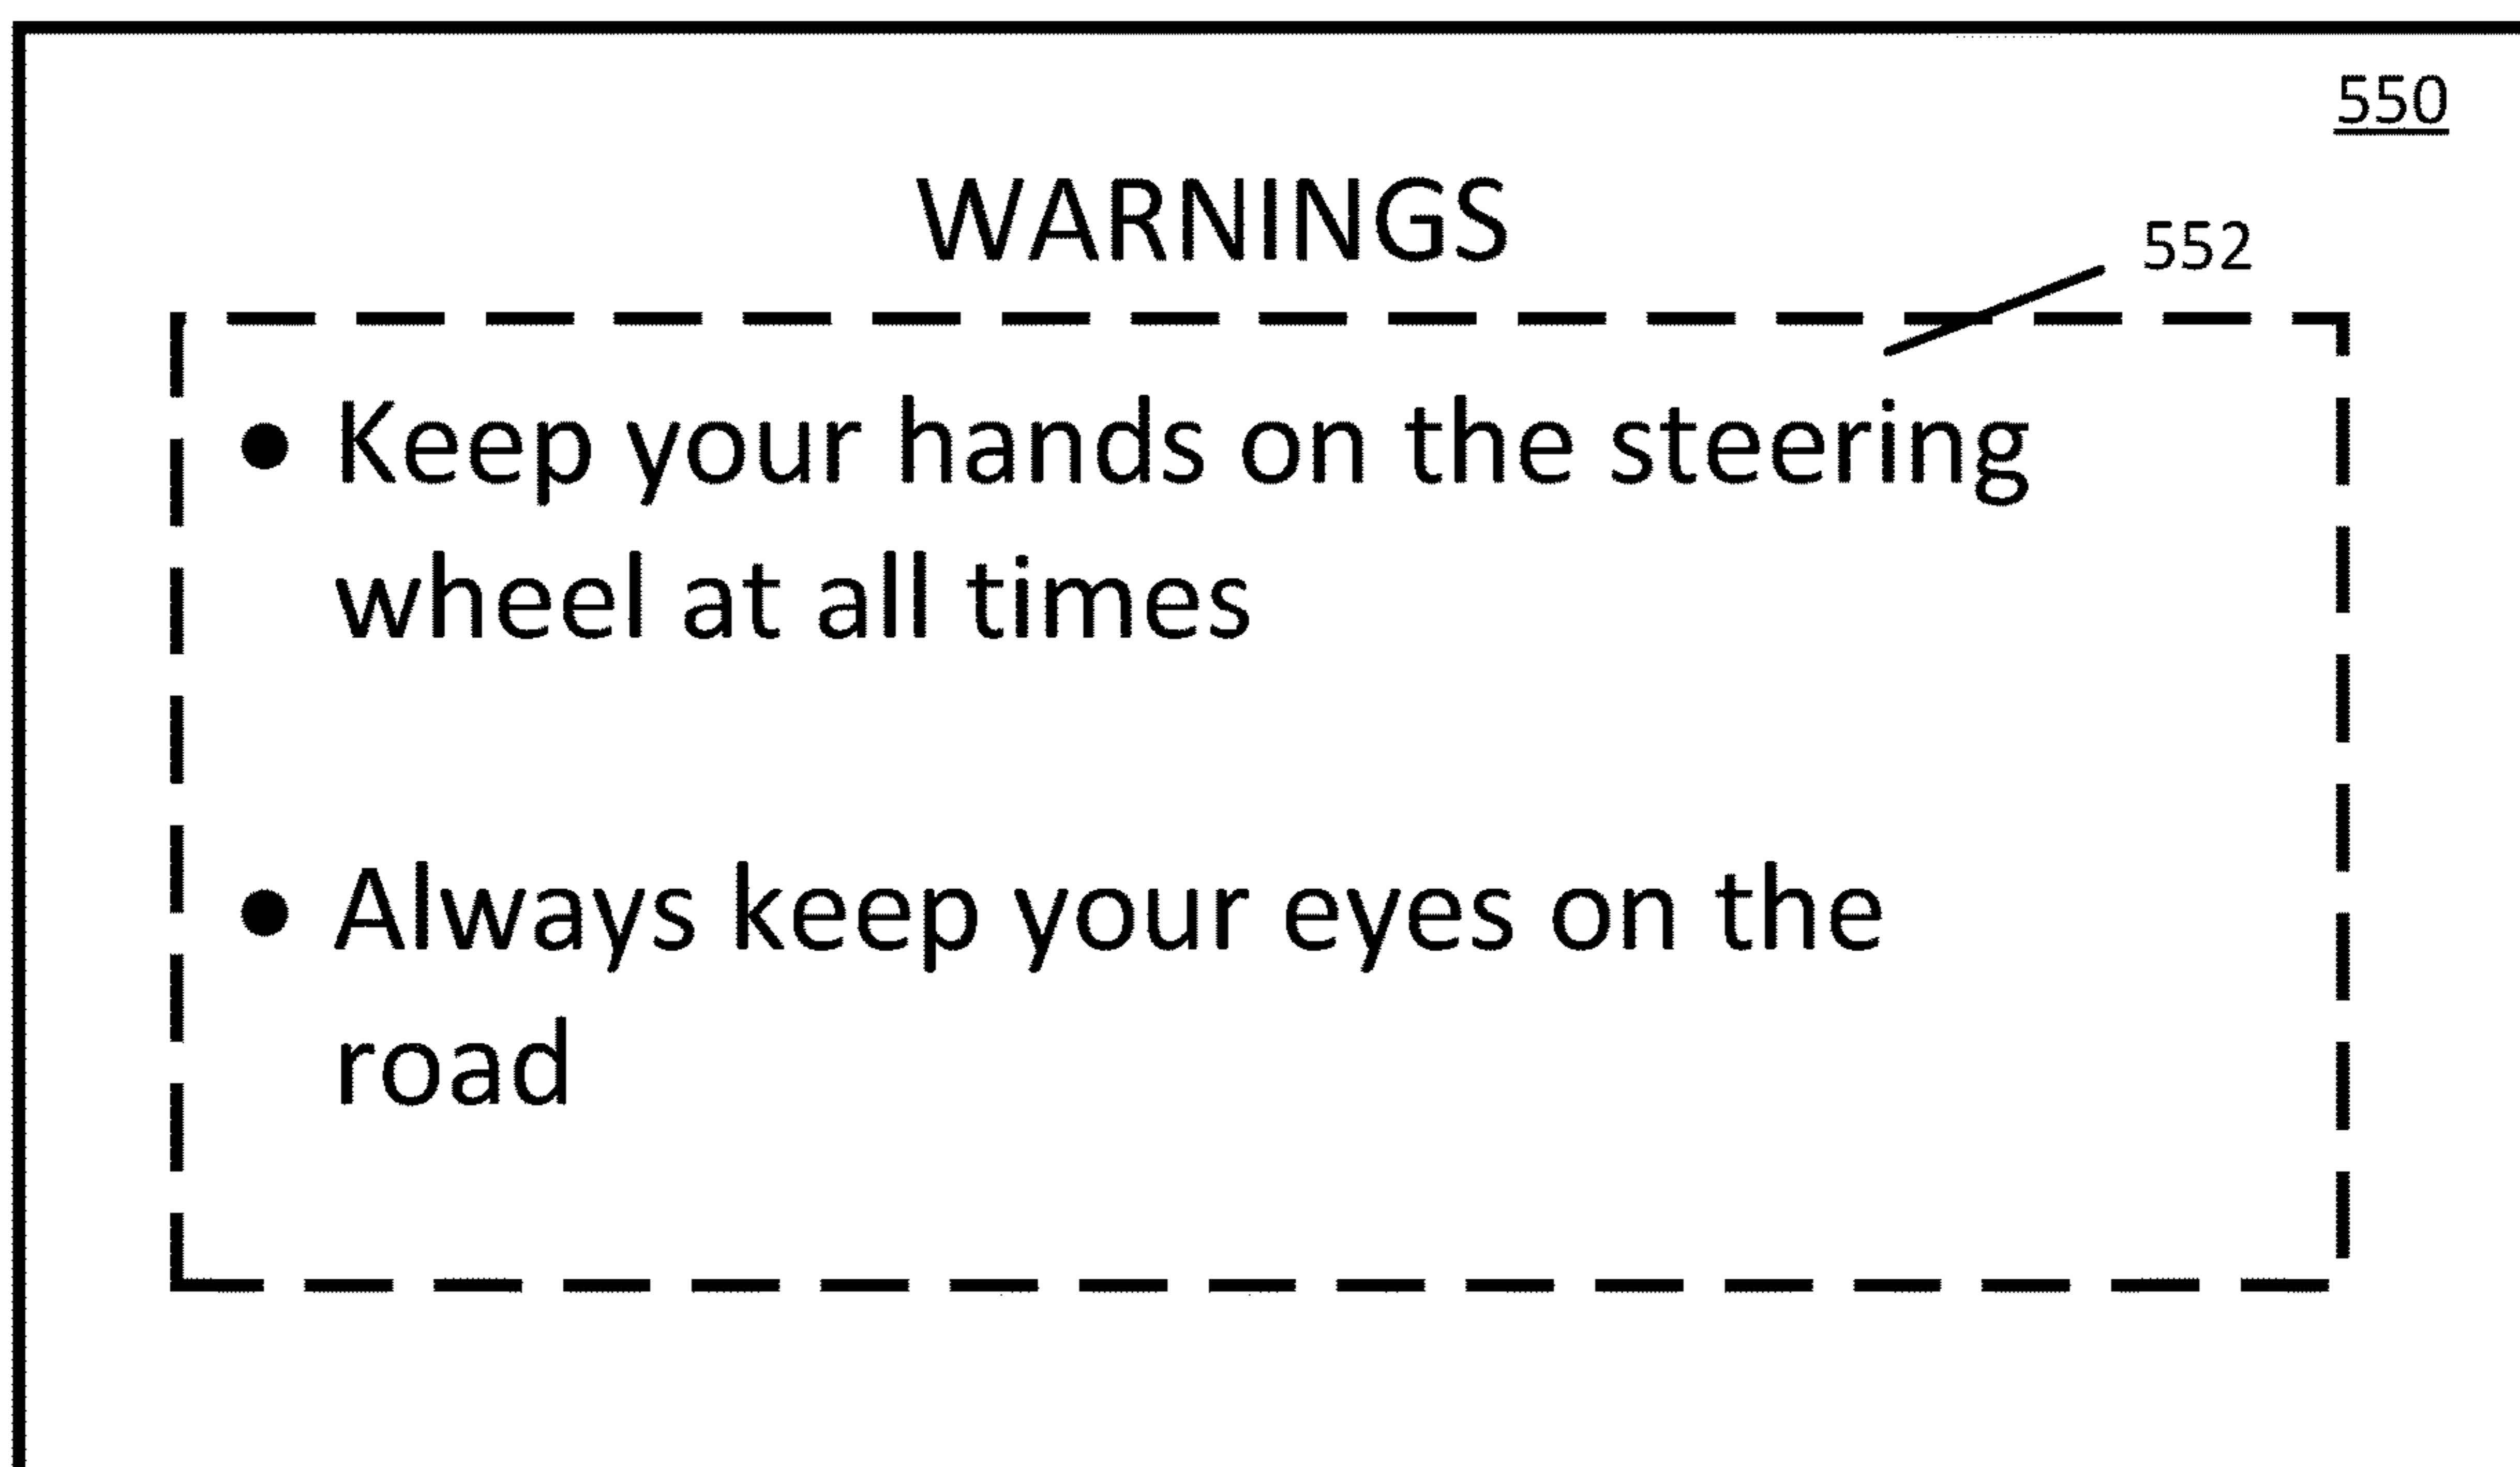 550
WARNINGS
552
● Keep your hands on the steering
wheel at all times
● Always keep your eyes on the
road